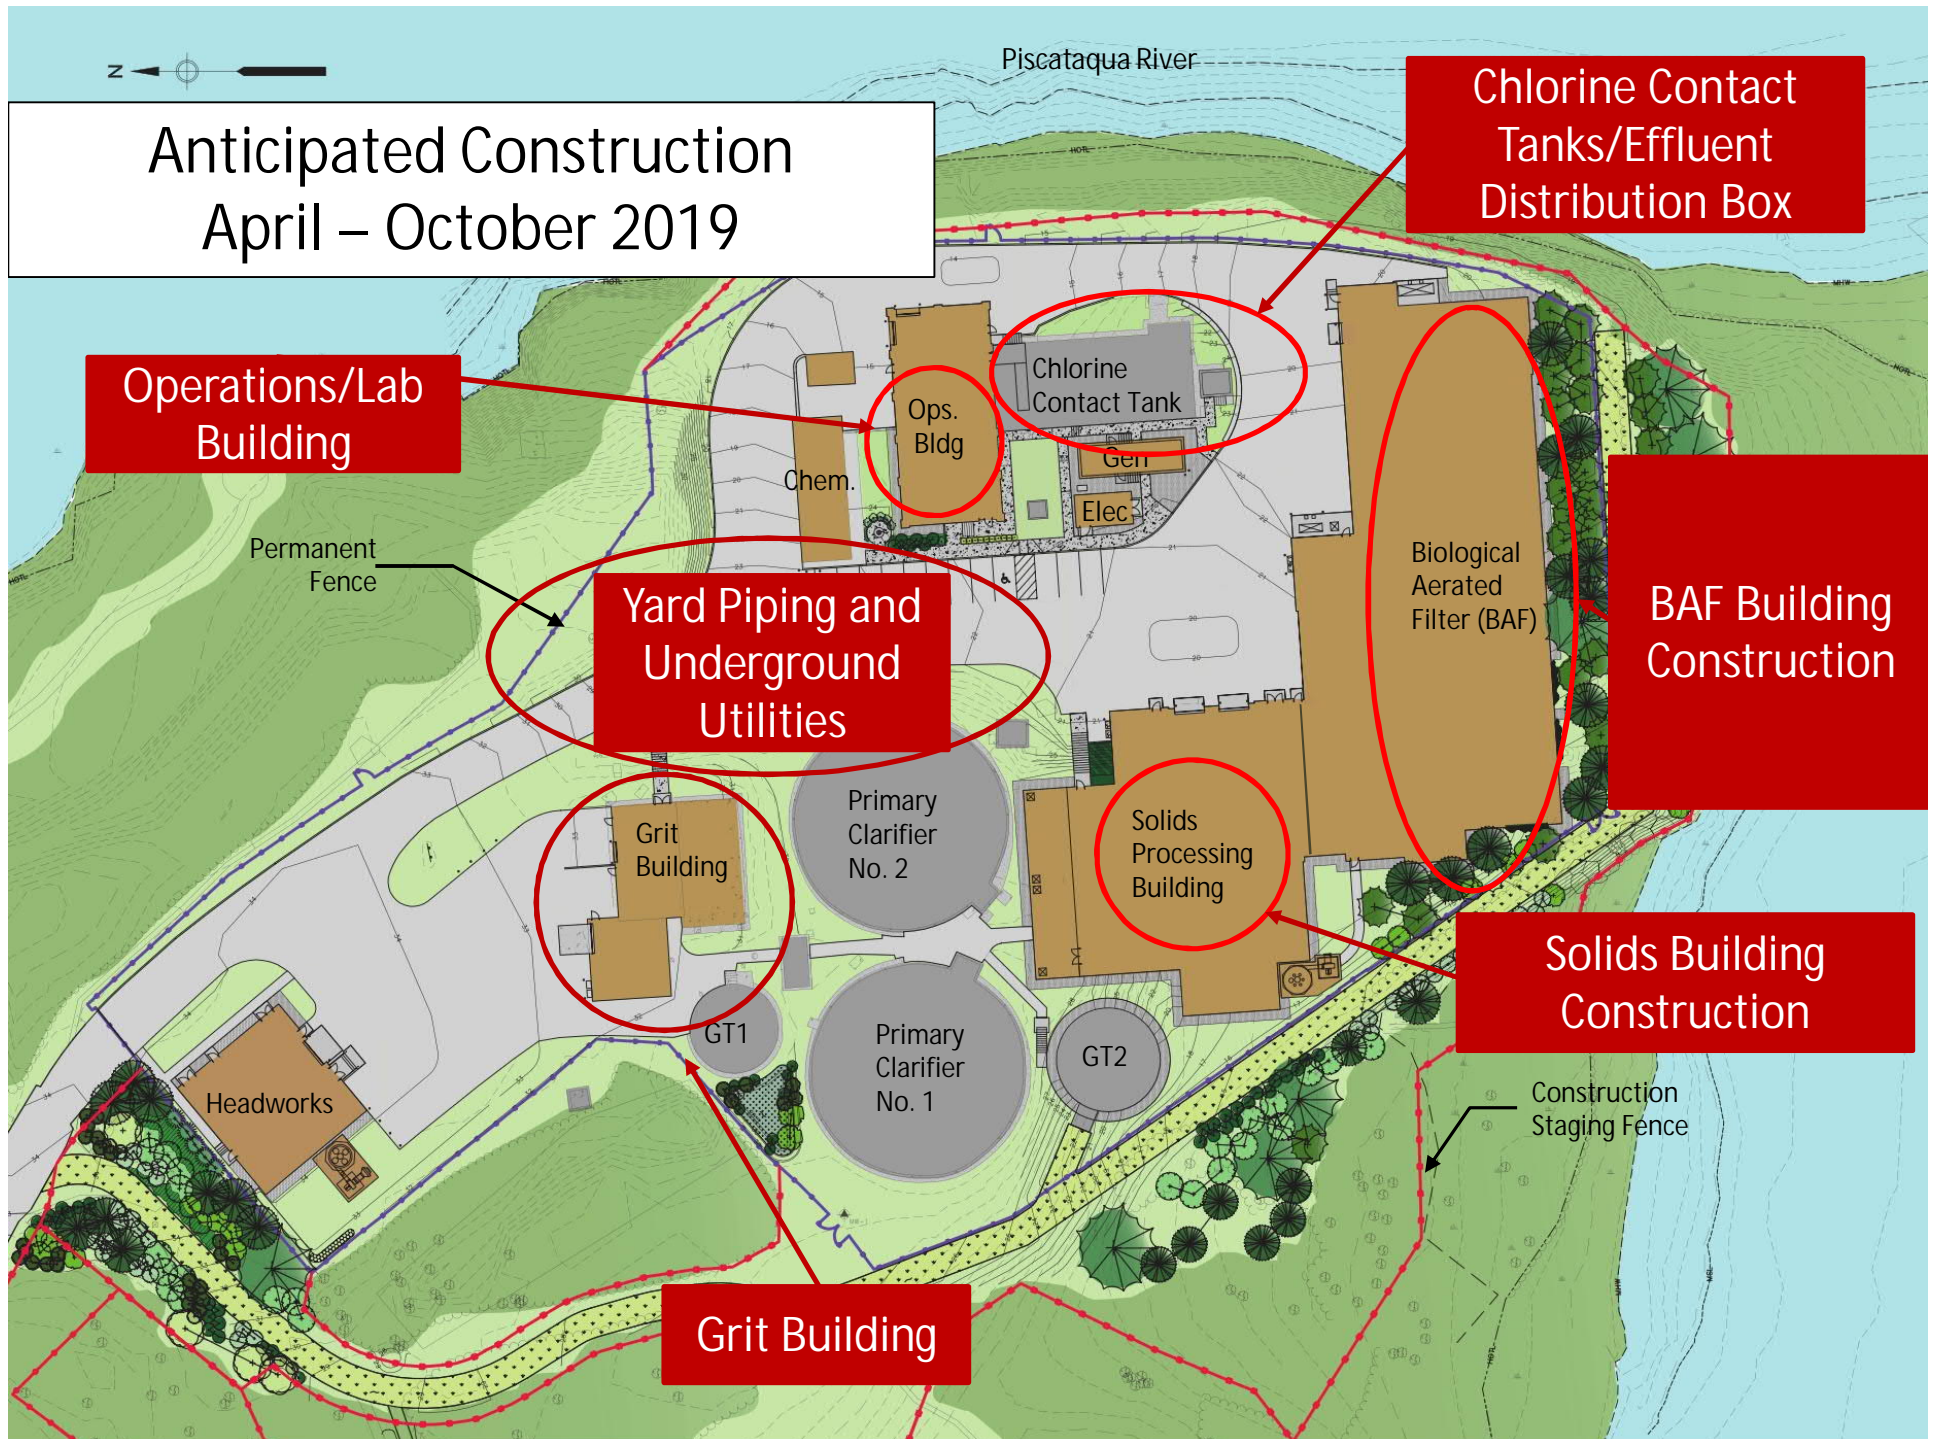 Piscataqua River
N
Anticipated Construction
April – October 2019
Chlorine Contact
Tanks/Effluent
Distribution Box
Operations/Lab
Building
Chlorine
Contact Tank
Ops.
Bldg
Gen
Chem.
Elec
Permanent
Fence
Yard Piping and
Underground
Utilities
Biological
Aerated
Filter (BAF)
BAF Building
Construction
Primary
Clarifier
No. 2
Grit
Building
Solids
Processing
Building
Solids Building
Construction
GT1
Primary
Clarifier
No. 1
GT2
Headworks
Construction
Staging Fence
Grit Building